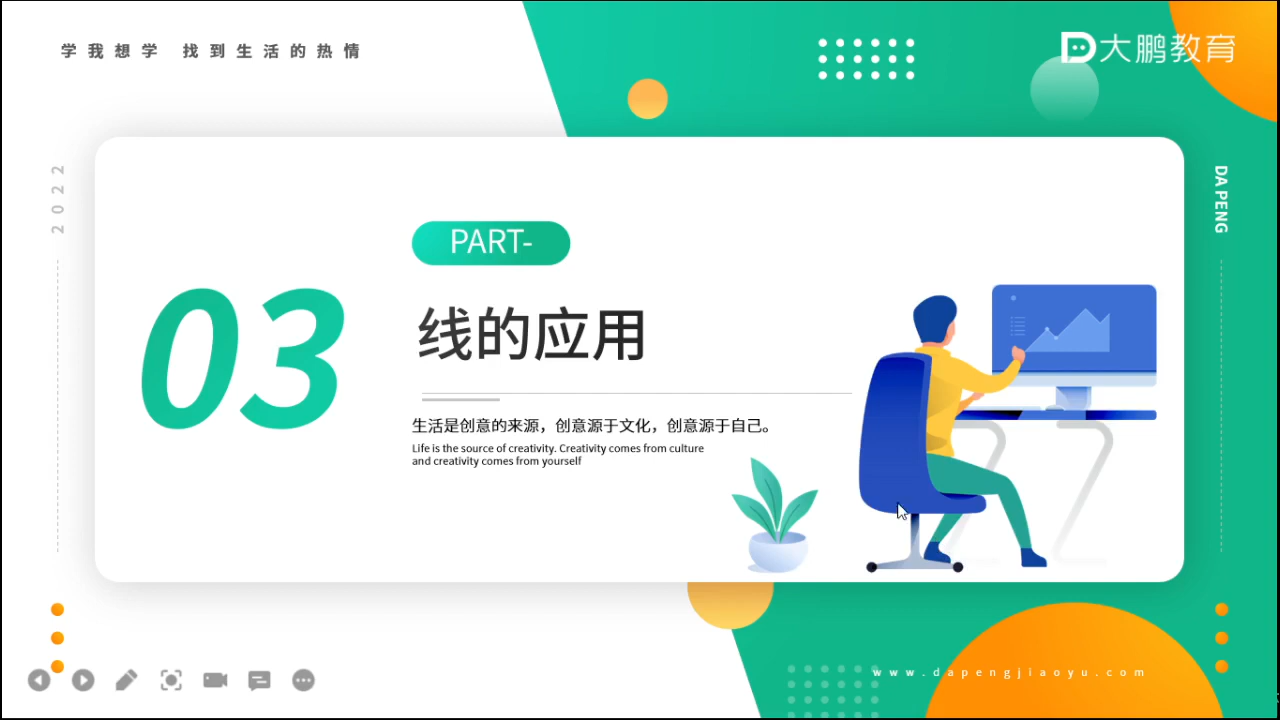 学我想学 找到生活的热情
大鹏教育
2022
DA PENG
PART-
03
线的应用
生活是创意的来源，创意源于文化，创意源于自己。
Life is the source of creativity. Creativity comes from culture
and creativity comes from yourself
www.dapengjiaoyu.com